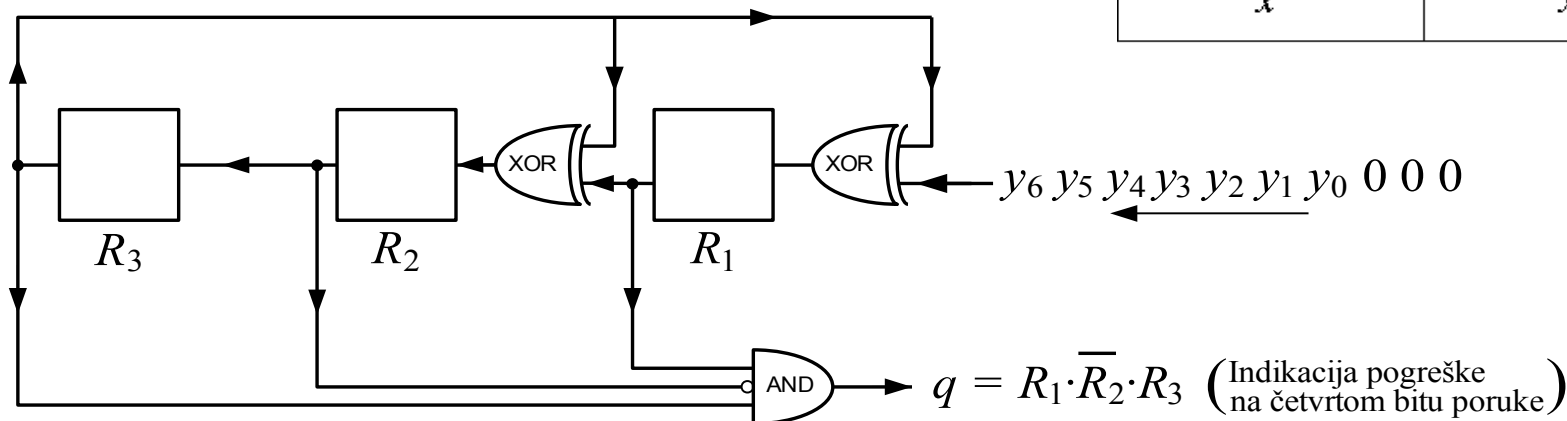 x
XOR
XOR
y₆ y₅ y₄ y₃ y₂ y₁ y₀ 0 0 0
R₃
R₂
R₁
AND
q = R₁·R̅₂·R₃ (Indikacija pogreške
na četvrtom bitu poruke)